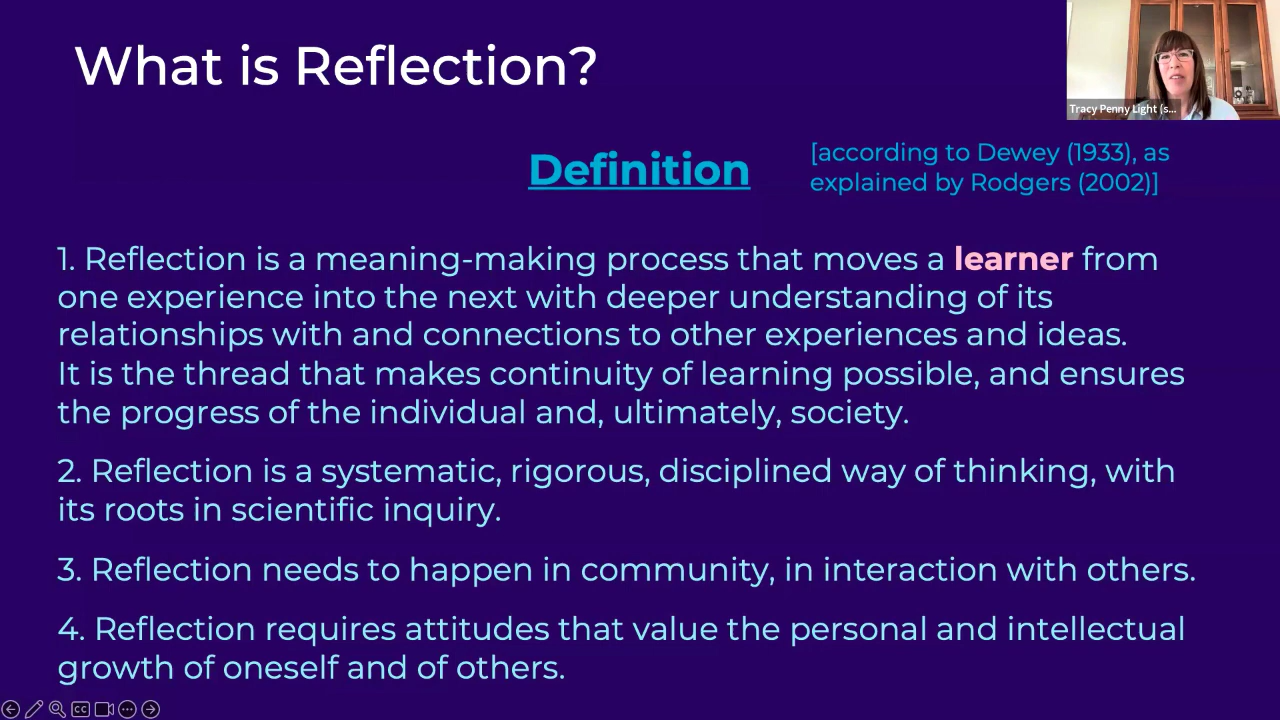 What is Reflection?
Tracy Penny Light (s...
Definition
[according to Dewey (1933), as
explained by Rodgers (2002)]
1. Reflection is a meaning-making process that moves a learner from
one experience into the next with deeper understanding of its
relationships with and connections to other experiences and ideas.
It is the thread that makes continuity of learning possible, and ensures
the progress of the individual and, ultimately, society.
2. Reflection is a systematic, rigorous, disciplined way of thinking, with
its roots in scientific inquiry.
3. Reflection needs to happen in community, in interaction with others.
4. Reflection requires attitudes that value the personal and intellectual
growth of oneself and of others.
CC